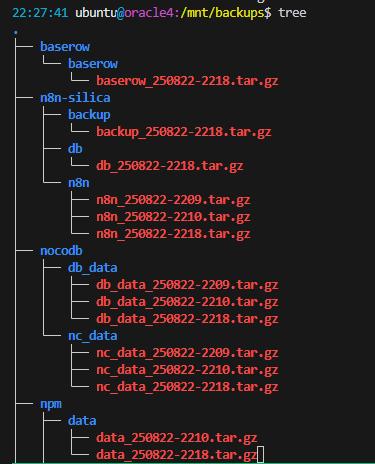 22:27:41 ubuntu@oracle4:/mnt/backups$ tree
.
├── baserow
│   └── baserow
│       └── baserow_250822-2218.tar.gz
├── n8n-silica
│   ├── backup
│   │   └── backup_250822-2218.tar.gz
│   ├── db
│   │   └── db_250822-2218.tar.gz
│   └── n8n
│       ├── n8n_250822-2209.tar.gz
│       ├── n8n_250822-2210.tar.gz
│       └── n8n_250822-2218.tar.gz
├── nocodb
│   ├── db_data
│   │   ├── db_data_250822-2209.tar.gz
│   │   ├── db_data_250822-2210.tar.gz
│   │   └── db_data_250822-2218.tar.gz
│   └── nc_data
│       ├── nc_data_250822-2209.tar.gz
│       ├── nc_data_250822-2210.tar.gz
│       └── nc_data_250822-2218.tar.gz
├── npm
│   ├── data
│   │   ├── data_250822-2210.tar.gz
│   │   └── data_250822-2218.tar.gz